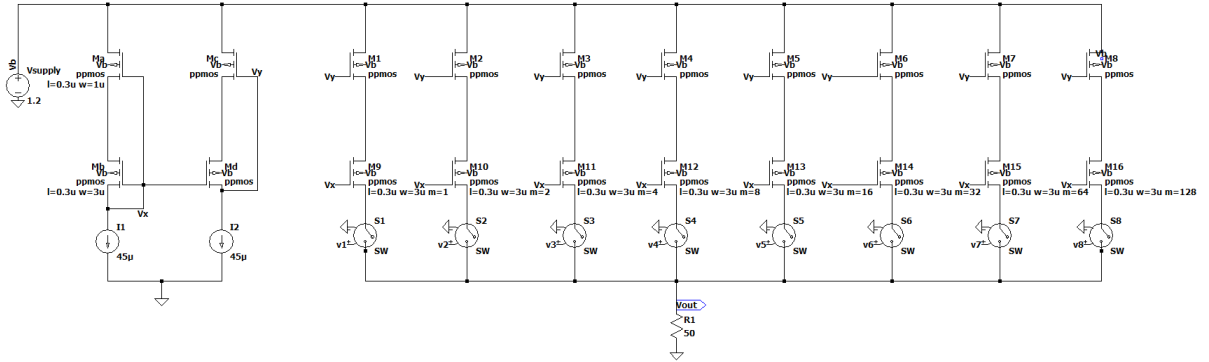 Vb
Vsupply
1.2
Ma
Vb
ppmos
l=0.3u w=1u
Mc
Vb
ppmos
Vy
M1
Vb
ppmos
Vy
M2
Vb
ppmos
Vy
M3
Vb
ppmos
Vy
M4
Vb
ppmos
Vy
M5
Vb
ppmos
Vy
M6
Vb
ppmos
Vy
M7
Vb
ppmos
Vy
Vb
M8
Vb
ppmos
Vy
Mb
Vb
ppmos
l=0.3u w=3u
Vx
Md
Vb
ppmos
M9
Vb
ppmos
Vx
l=0.3u w=3u m=1
M10
Vb
ppmos
Vx
l=0.3u w=3u m=2
M11
Vb
ppmos
Vx
l=0.3u w=3u m=4
M12
Vb
ppmos
Vx
l=0.3u w=3u m=8
M13
Vb
ppmos
Vx
l=0.3u w=3u m=16
M14
Vb
ppmos
Vx
l=0.3u w=3u m=32
M15
Vb
ppmos
Vx
l=0.3u w=3u m=64
M16
Vb
ppmos
Vx
l=0.3u w=3u m=128
I1
45µ
I2
45µ
S1
v1
SW
S2
v2
SW
S3
v3
SW
S4
v4
SW
S5
v5
SW
S6
v6
SW
S7
v7
SW
S8
v8
SW
Vout
R1
50